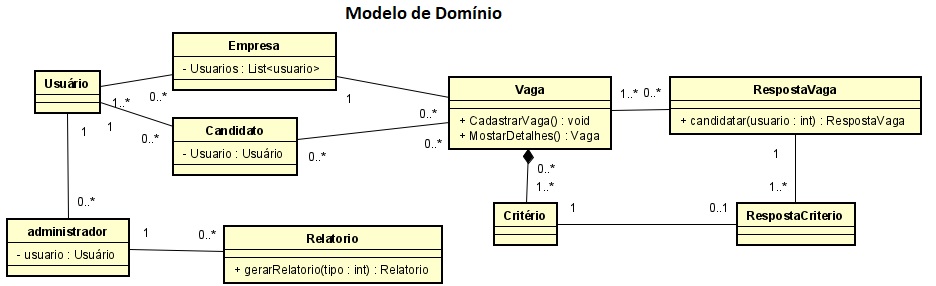 Modelo de Domínio
Empresa
- Usuarios : List<usuario>
Usuário
1..*
0..*
1
0..*
1
1
0..*
Candidato
- Usuario : Usuário
0..*
0..*
Vaga
+ CadastrarVaga() : void
+ MostarDetalhes() : Vaga
1..*
0..*
RespostaVaga
+ candidatar(usuario : int) : RespostaVaga
0..*
1..*
1
1..*
Critério
1
0..1
RespostaCriterio
0..*
administrador
- usuario : Usuário
1
0..*
Relatorio
+ gerarRelatorio(tipo : int) : Relatorio